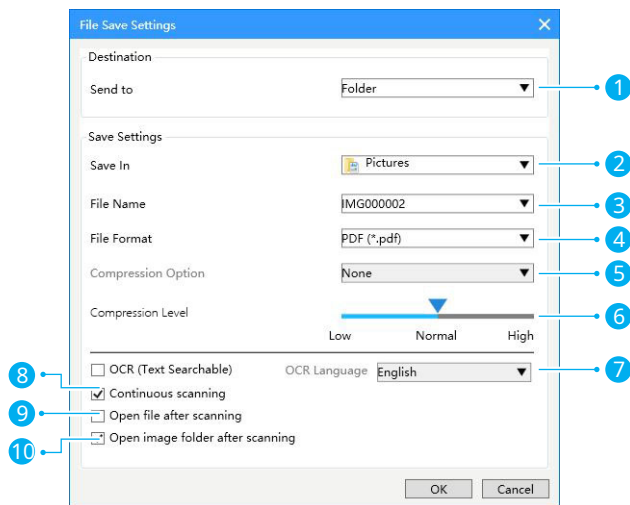 File Save Settings
Destination
Send to Folder 1
Save Settings
Save In Pictures 2
File Name IMG000002 3
File Format PDF (*.pdf) 4
Compression Option None 5
Compression Level 6
Low Normal High
OCR (Text Searchable) OCR Language English 7
8 Continuous scanning
9 Open file after scanning
10 Open image folder after scanning
OK Cancel